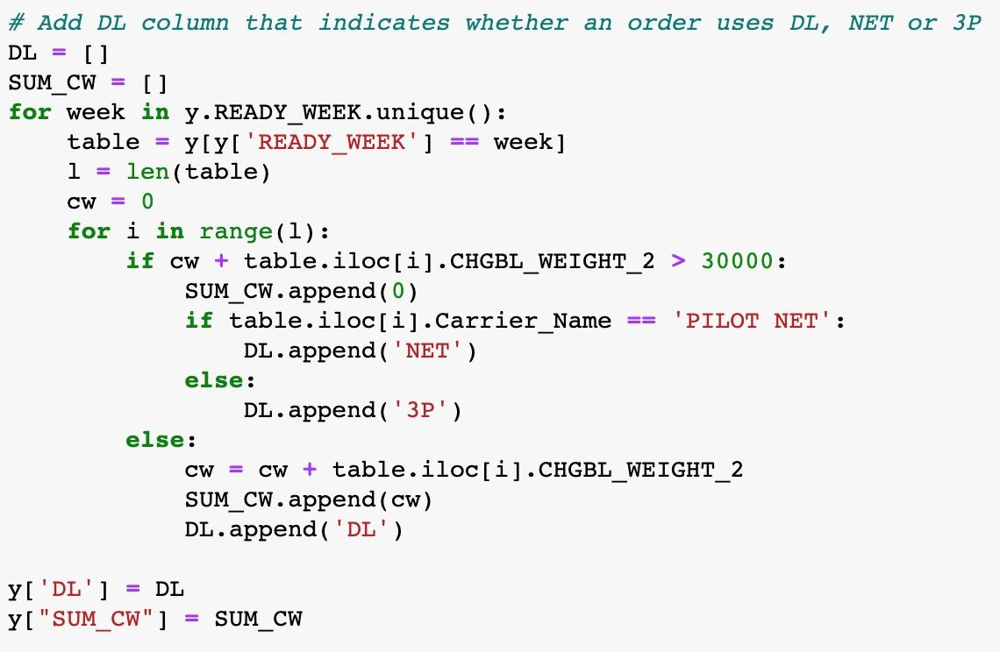 # Add DL column that indicates whether an order uses DL, NET or 3P
DL = []
SUM_CW = []
for week in y.READY_WEEK.unique():
    table = y[y['READY_WEEK'] == week]
    l = len(table)
    cw = 0
    for i in range(l):
        if cw + table.iloc[i].CHGBL_WEIGHT_2 > 30000:
            SUM_CW.append(0)
            if table.iloc[i].Carrier_Name == 'PILOT NET':
                DL.append('NET')
            else:
                DL.append('3P')
        else:
            cw = cw + table.iloc[i].CHGBL_WEIGHT_2
            SUM_CW.append(cw)
            DL.append('DL')

y['DL'] = DL
y["SUM_CW"] = SUM_CW